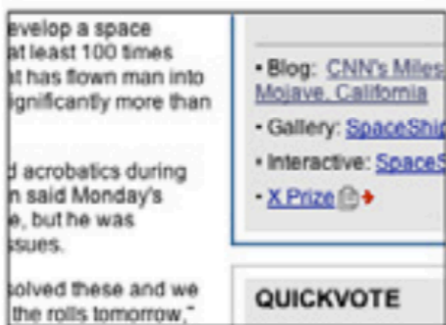 evelop a space
at least 100 times
at has flown man into
ignificantly more than
d acrobatics during
n said Monday's
e, but he was
ssues.
solved these and we
the rolls tomorrow,"
• Blog: CNN's Miles
Mojave, California
• Gallery: SpaceShip
• Interactive: SpaceS
• X Prize
QUICKVOTE